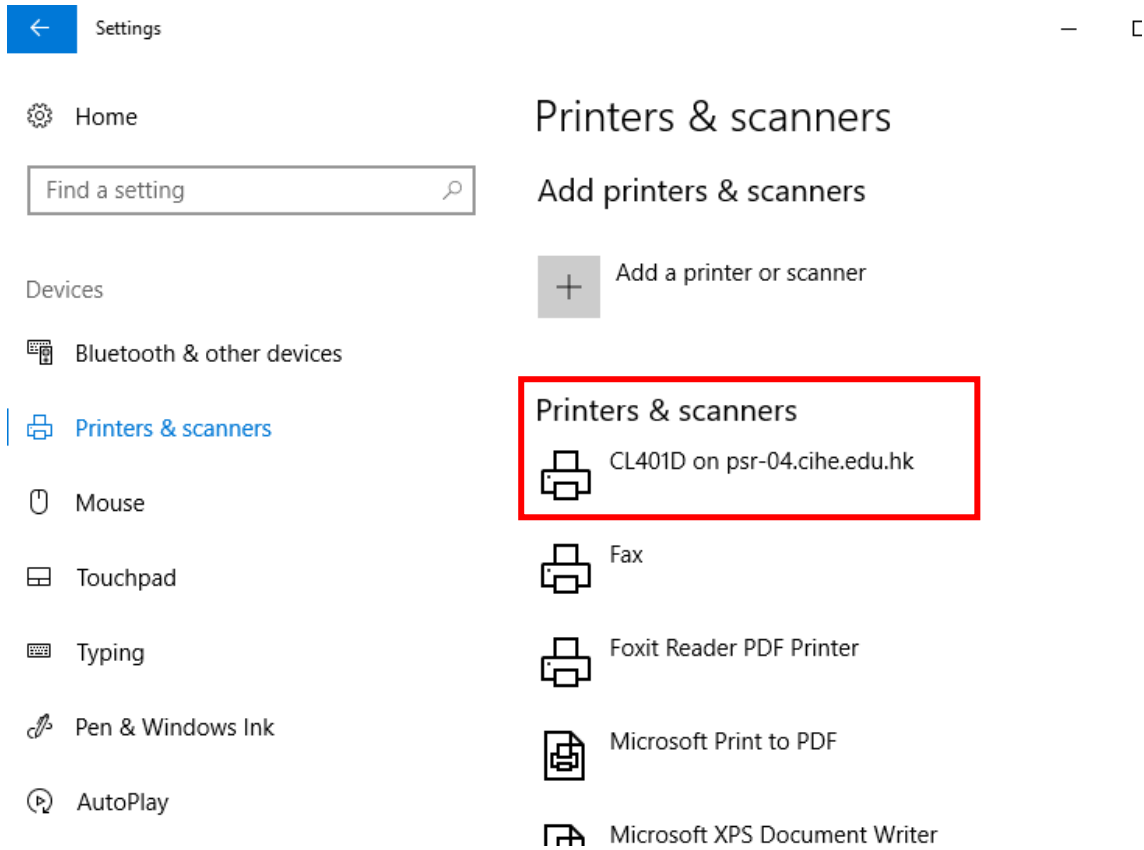 Settings
Home
Find a setting
Devices
Bluetooth & other devices
Printers & scanners
Mouse
Touchpad
Typing
Pen & Windows Ink
AutoPlay
Printers & scanners
Add printers & scanners
Add a printer or scanner
Printers & scanners
CL401D on psr-04.cihe.edu.hk
Fax
Foxit Reader PDF Printer
Microsoft Print to PDF
Microsoft XPS Document Writer